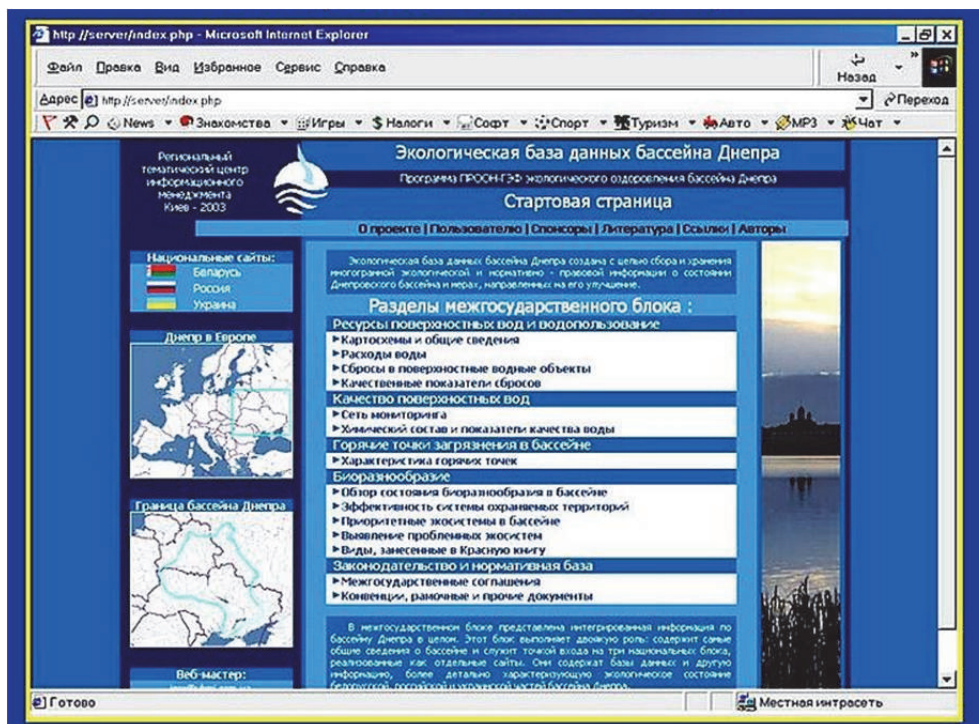 http //server/index.php - Microsoft Internet Explorer
Файл Правка Вид Избранное Сервис Справка
Назад
»
Адрес http //server/index php
Переход
News Знакомства Игры $ Налоги Софт Спорт Туризм Авто MP3 Чат
Региональный
тематический центр
информационного
менеджмента
Киев - 2003
Экологическая база данных бассейна Днепра
Программа ПРООН-ГЭФ экологического оздоровления бассейна Днепра
Стартовая страница
О проекте | Пользователю | Спонсоры | Литература | Ссылки | Авторы
Национальные сайты:
Беларусь
Россия
Украина
Днепр в Европе
Граница бассейна Днепра
Веб-мастер:
Экологическая база данных бассейна Днепра создана с целью сбора и хранения
многогранной экологической и нормативно - правовой информации о состоянии
Днепровского бассейна и мерах, направленных на его улучшение.
Разделы межгосударственного блока :
Ресурсы поверхностных вод и водопользование
Картосхемы и общие сведения
Расходы воды
Сбросы в поверхностные водные объекты
Качественные показатели сбросов
Качество поверхностных вод
Сеть мониторинга
Химический состав и показатели качества воды
Горячие точки загрязнения в бассейне
Характеристика горячих точек
Биоразнообразие
Обзор состояния биоразнообразия в бассейне
Эффективность системы охраняемых территорий
Приоритетные экосистемы в бассейне
Выявление проблемных экосистем
Виды, занесенные в Красную книгу
Законодательство и нормативная база
Межгосударственные соглашения
Конвенции, рамочные и прочие документы
В межгосударственном блоке представлена интегрированная информация по
бассейну Днепра в целом. Этот блок выполняет двоякую роль: содержит самые
общие сведения о бассейне и служит точкой входа на три национальных блока,
реализованные как отдельные сайты. Они содержат базы данных и другую
информацию, более детально характеризующую экологическое состояние
белорусской, российской и украинской частей бассейна Днепра.
Готово
Местная интрасеть